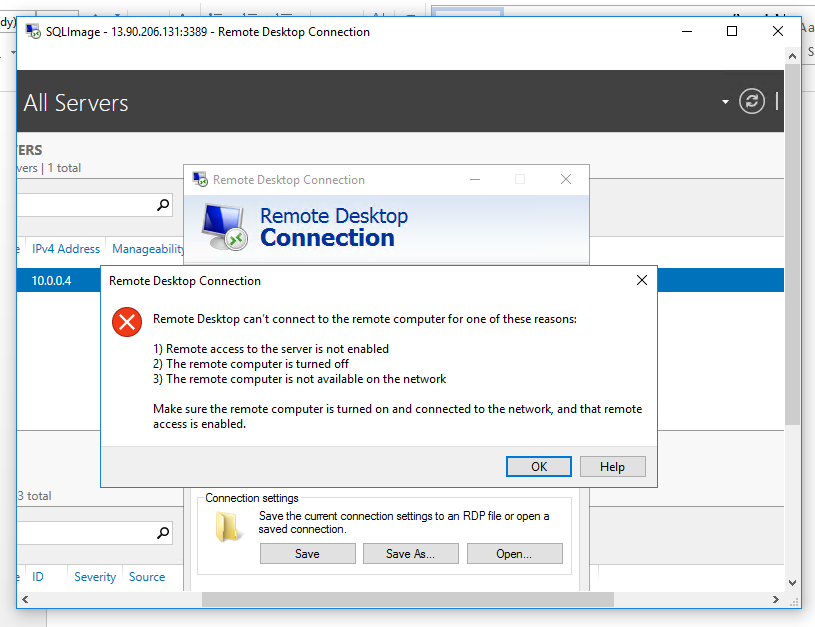 dy)
SQLImage - 13.90.206.131:3389 - Remote Desktop Connection
All Servers
ERS
vers | 1 total
Remote Desktop Connection
Remote Desktop
Connection
e IPv4 Address Manageability
10.0.0.4
Remote Desktop Connection
Remote Desktop can't connect to the remote computer for one of these reasons:
1) Remote access to the server is not enabled
2) The remote computer is turned off
3) The remote computer is not available on the network
Make sure the remote computer is turned on and connected to the network, and that remote
access is enabled.
OK Help
3 total
Connection settings
Save the current connection settings to an RDP file or open a
saved connection.
Save Save As... Open...
e ID Severity Source